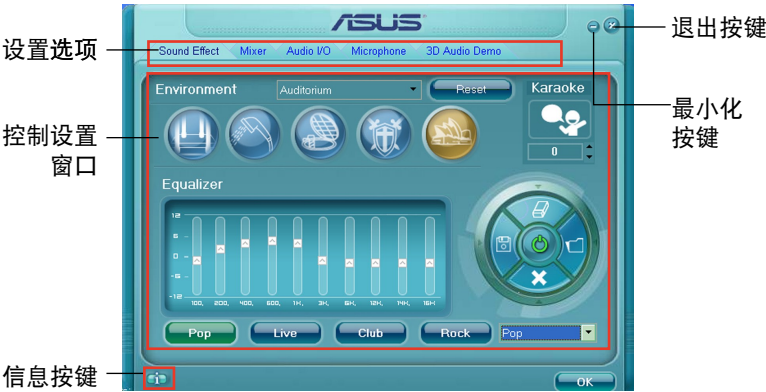 ASUS
退出按键
设置选项
Sound Effect Mixer Audio I/O Microphone 3D Audio Demo
Environment Auditorium Reset Karaoke
最小化
按键
控制设置
窗口
0
Equalizer
12
6
0
-6
-12
100, 200, 400, 600, 1K, 3K, 6K, 12K, 14K, 16K
Pop Live Club Rock Pop
信息按键
i
OK